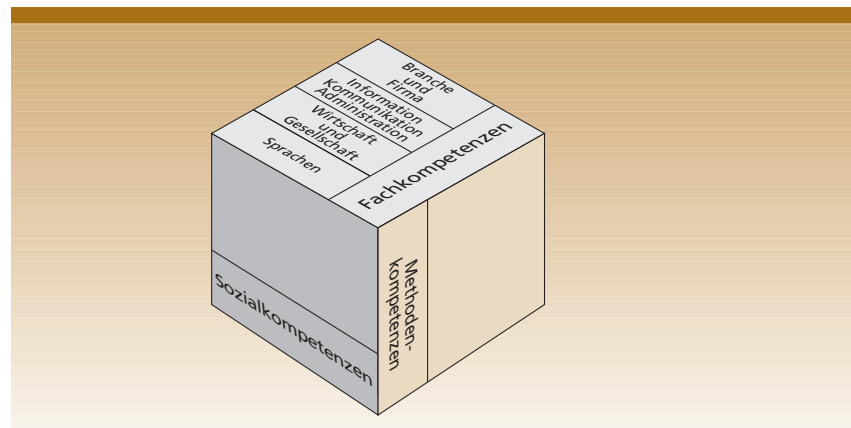 Branche
und
Firma
Information
Kommunikation
Administration
Wirtschaft
und
Gesellschaft
Sprachen
Fachkompetenzen
Sozialkompetenzen
Methoden-
kompetenzen